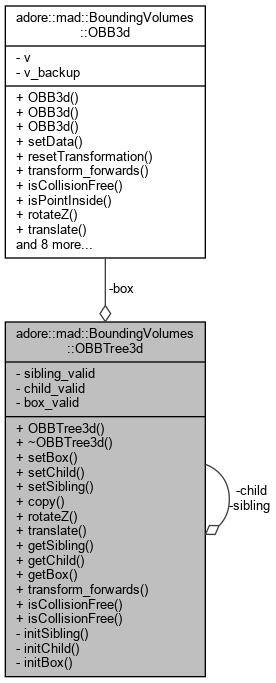 adore::mad::BoundingVolumes
::OBB3d
- v
- v_backup
+ OBB3d()
+ OBB3d()
+ OBB3d()
+ setData()
+ resetTransformation()
+ transform_forwards()
+ isCollisionFree()
+ isPointInside()
+ rotateZ()
+ translate()
and 8 more...
-box
adore::mad::BoundingVolumes
::OBBTree3d
- sibling_valid
- child_valid
- box_valid
+ OBBTree3d()
+ ~OBBTree3d()
+ setBox()
+ setChild()
+ setSibling()
+ copy()
+ rotateZ()
+ translate()
+ getSibling()
+ getChild()
+ getBox()
+ transform_forwards()
+ isCollisionFree()
+ isCollisionFree()
- initSibling()
- initChild()
- initBox()
-child
-sibling